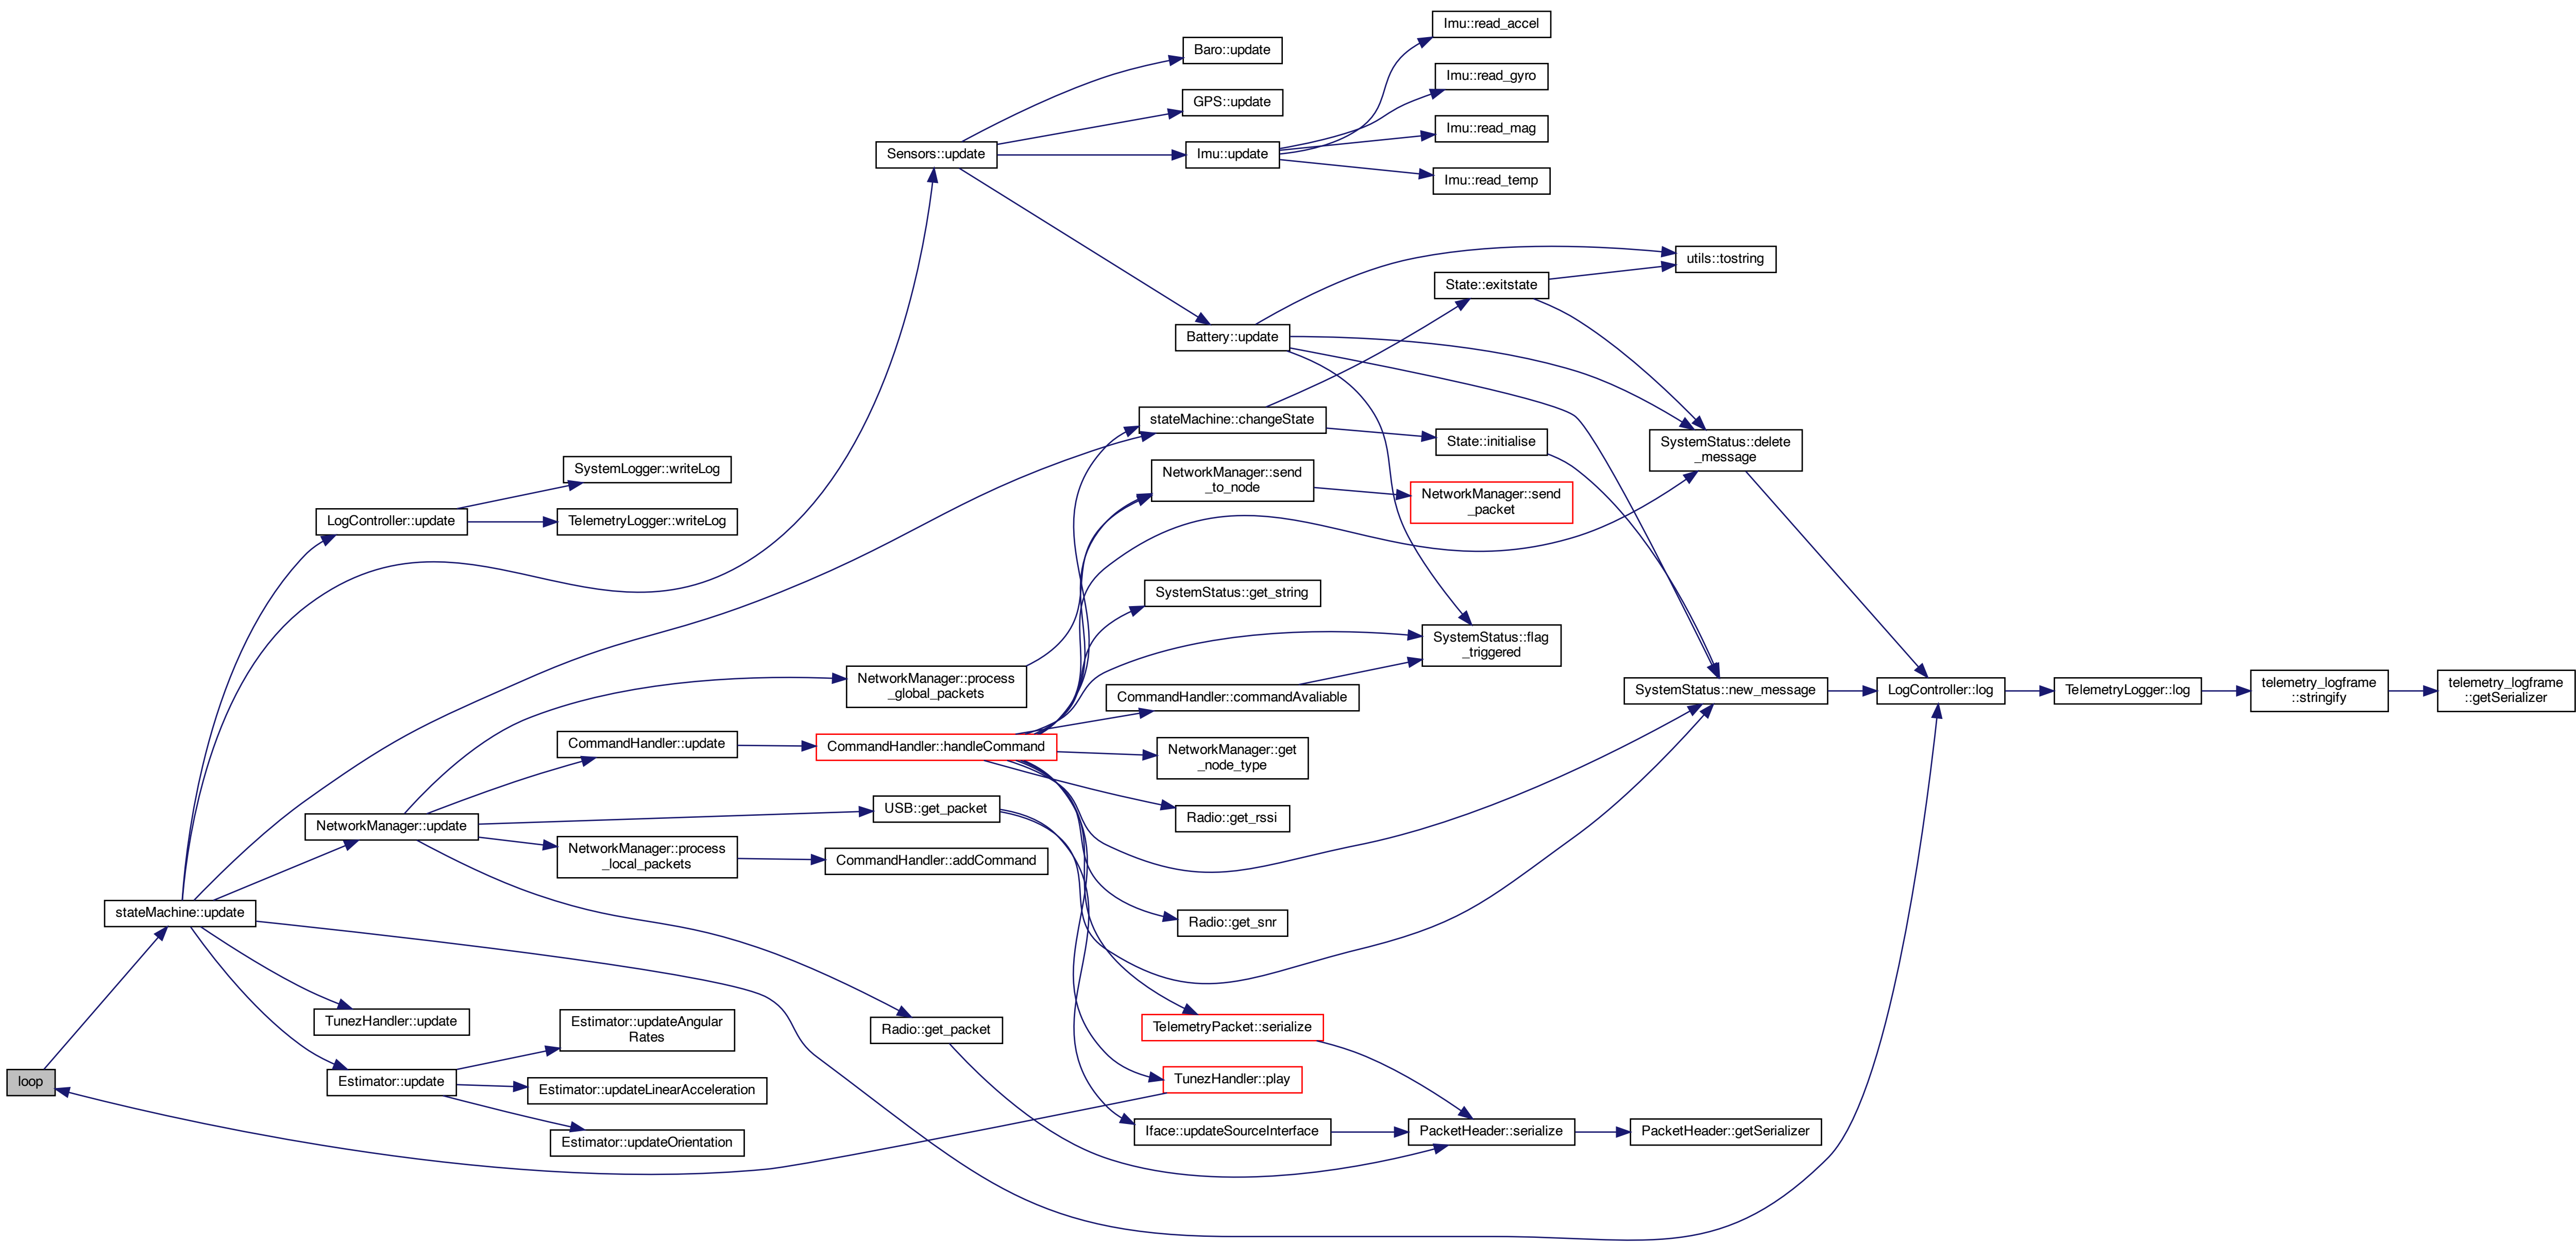 Imu::read_accel
Baro::update
Imu::read_gyro
GPS::update
Imu::read_mag
Sensors::update
Imu::update
Imu::read_temp
utils::tostring
State::exitstate
Battery::update
stateMachine::changeState
State::initialise
SystemStatus::delete
_message
SystemLogger::writeLog
NetworkManager::send
_to_node
NetworkManager::send
_packet
LogController::update
TelemetryLogger::writeLog
SystemStatus::get_string
SystemStatus::flag
_triggered
NetworkManager::process
_global_packets
CommandHandler::commandAvaliable
SystemStatus::new_message
LogController::log
TelemetryLogger::log
telemetry_logframe
::stringify
telemetry_logframe
::getSerializer
CommandHandler::update
CommandHandler::handleCommand
NetworkManager::get
_node_type
USB::get_packet
Radio::get_rssi
NetworkManager::update
NetworkManager::process
_local_packets
CommandHandler::addCommand
stateMachine::update
Radio::get_snr
TunezHandler::update
Estimator::updateAngular
Rates
Radio::get_packet
TelemetryPacket::serialize
loop
Estimator::update
Estimator::updateLinearAcceleration
TunezHandler::play
Estimator::updateOrientation
Iface::updateSourceInterface
PacketHeader::serialize
PacketHeader::getSerializer